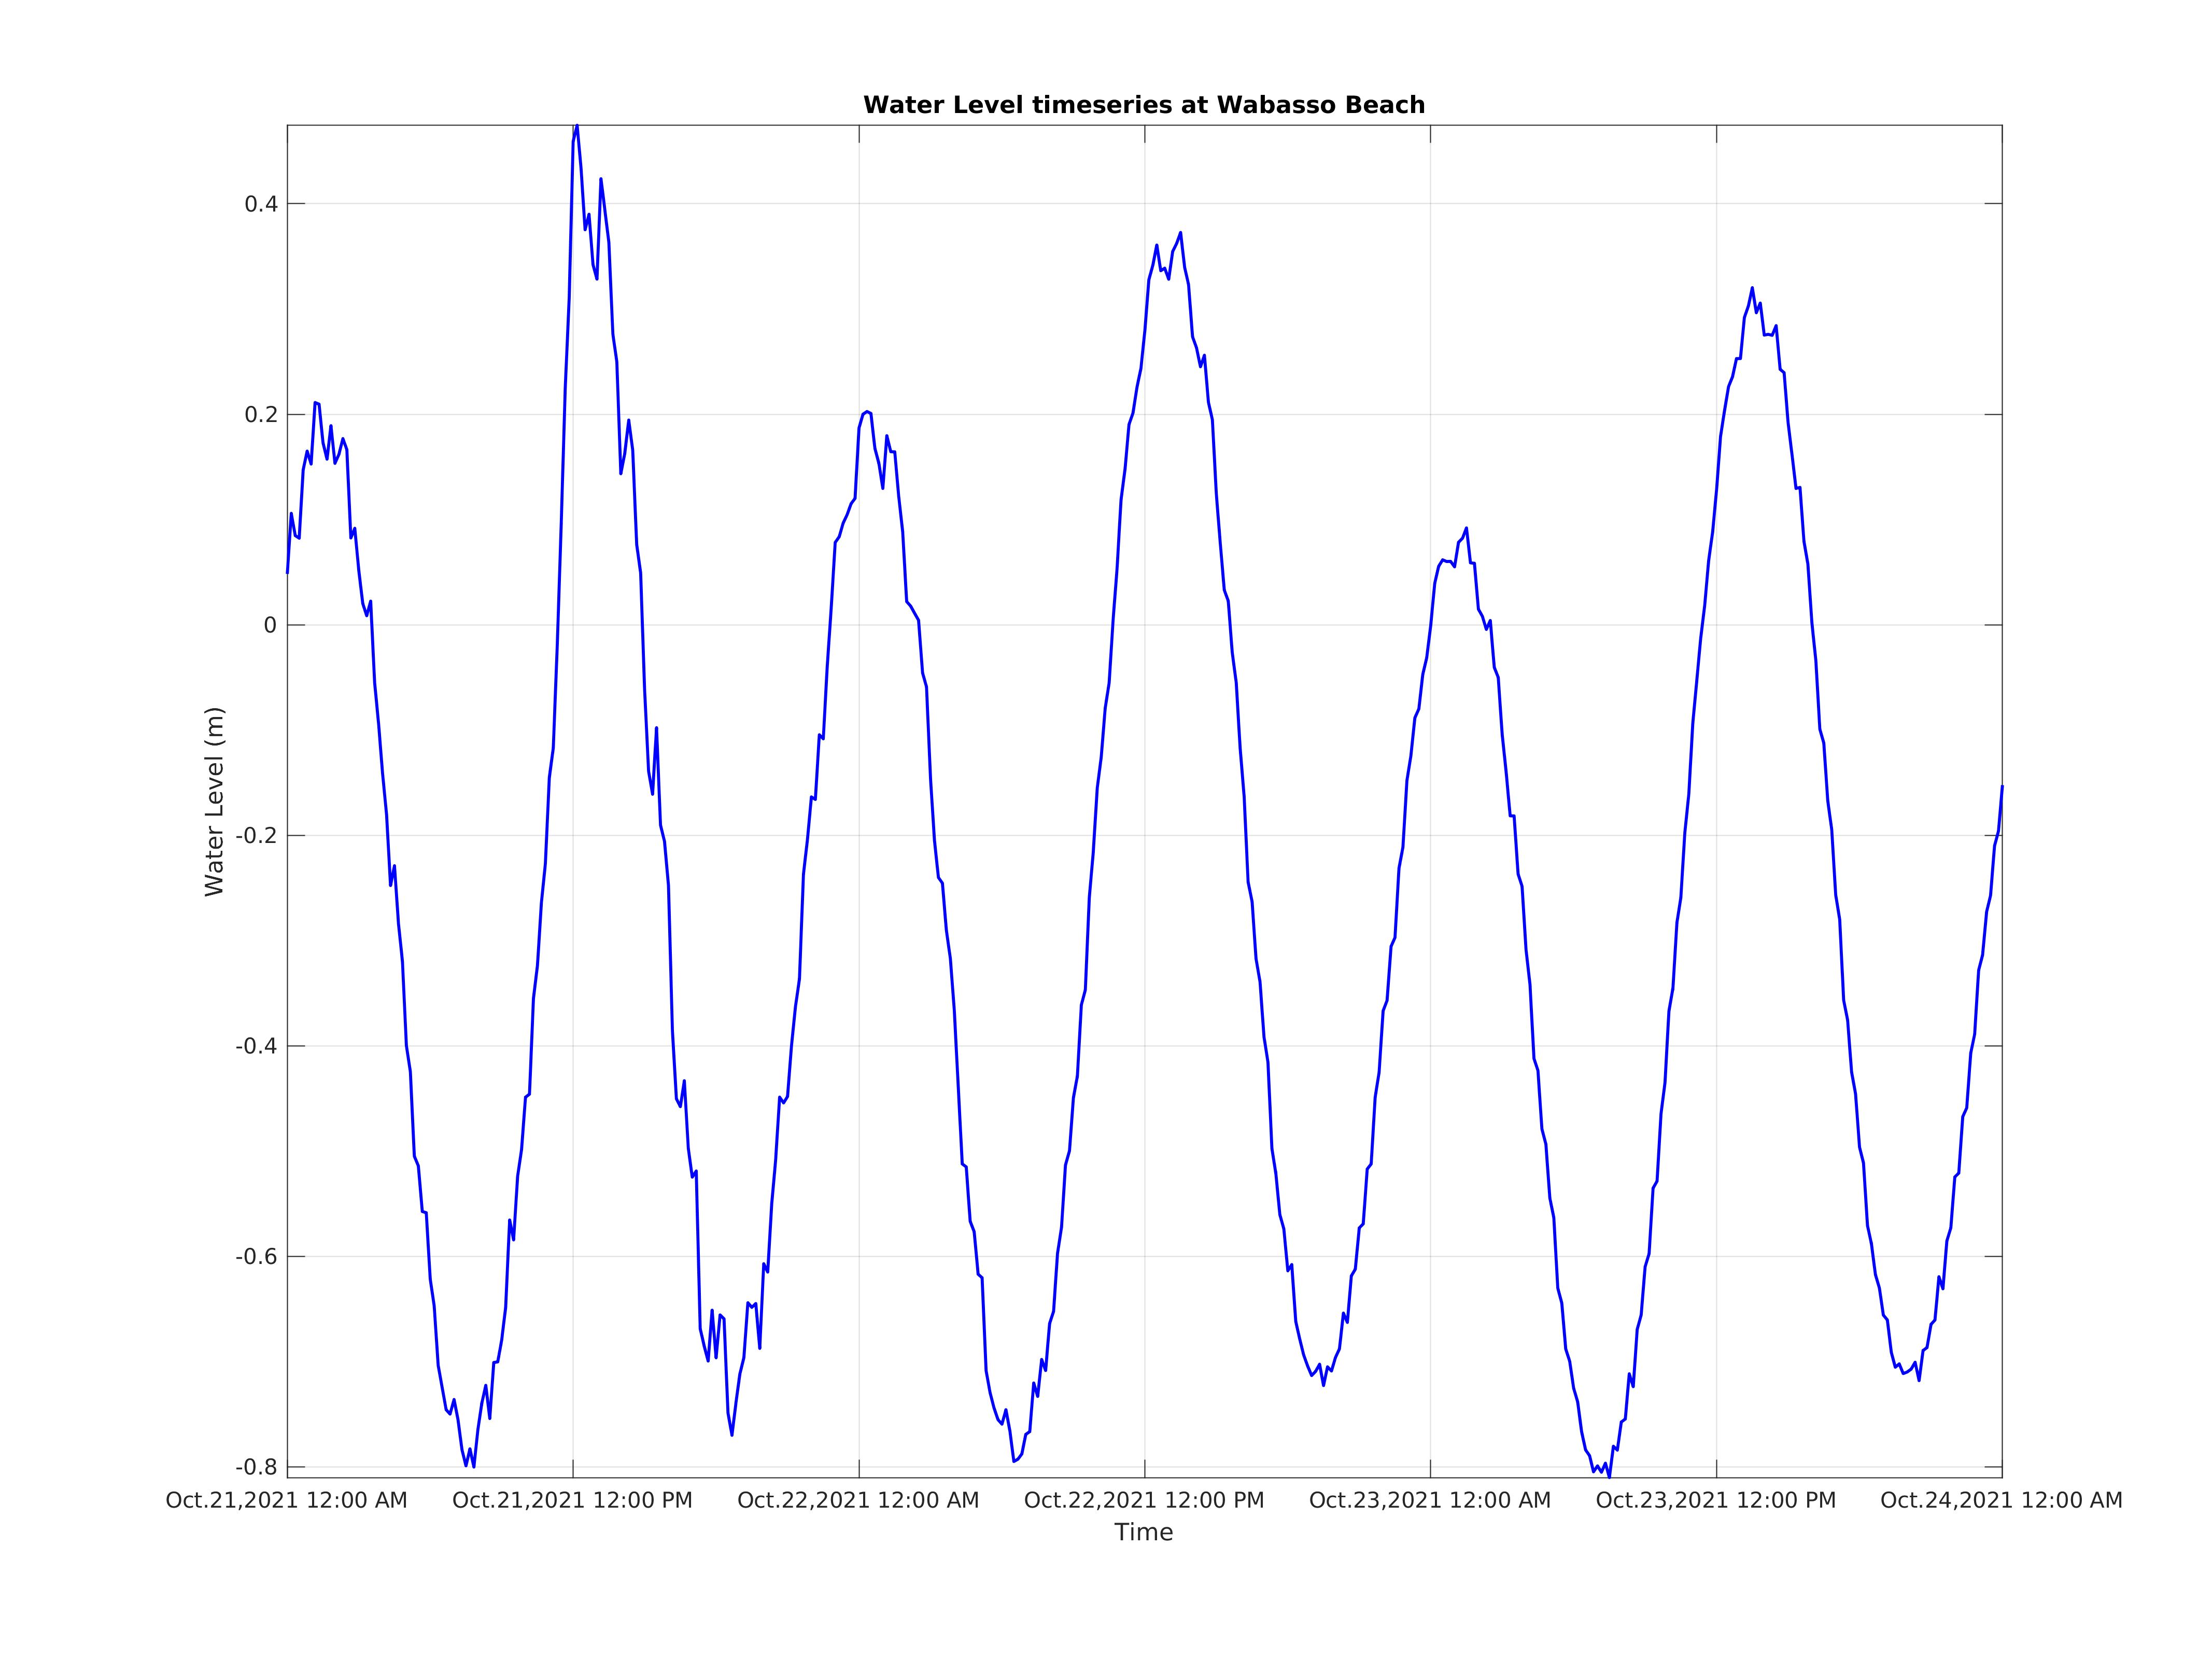 Water Level timeseries at Wabasso Beach
0.4
0.2
0
-0.2
-0.4
-0.6
-0.8
Water Level (m)
Oct.21,2021 12:00 AM
Oct.21,2021 12:00 PM
Oct.22,2021 12:00 AM
Oct.22,2021 12:00 PM
Oct.23,2021 12:00 AM
Oct.23,2021 12:00 PM
Oct.24,2021 12:00 AM
Time